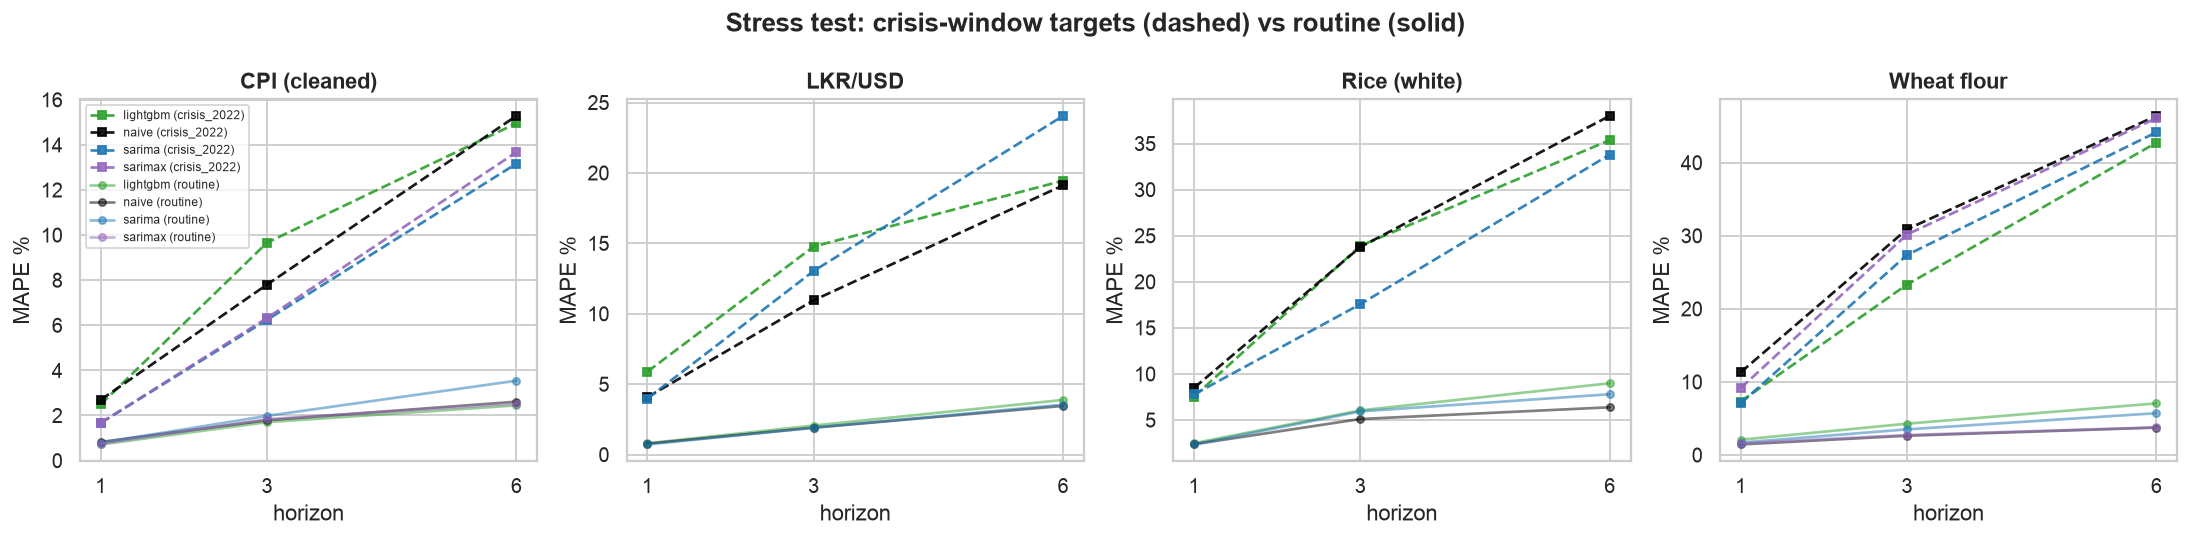 Stress test: crisis-window targets (dashed) vs routine (solid)
CPI (cleaned)
16
14
12
10
8
6
4
2
0
MAPE %
lightgbm (crisis_2022)
naive (crisis_2022)
sarima (crisis_2022)
sarimax (crisis_2022)
lightgbm (routine)
naive (routine)
sarima (routine)
sarimax (routine)
1 3 6
horizon
LKR/USD
25
20
15
10
5
0
MAPE %
1 3 6
horizon
Rice (white)
35
30
25
20
15
10
5
MAPE %
1 3 6
horizon
Wheat flour
40
30
20
10
0
MAPE %
1 3 6
horizon